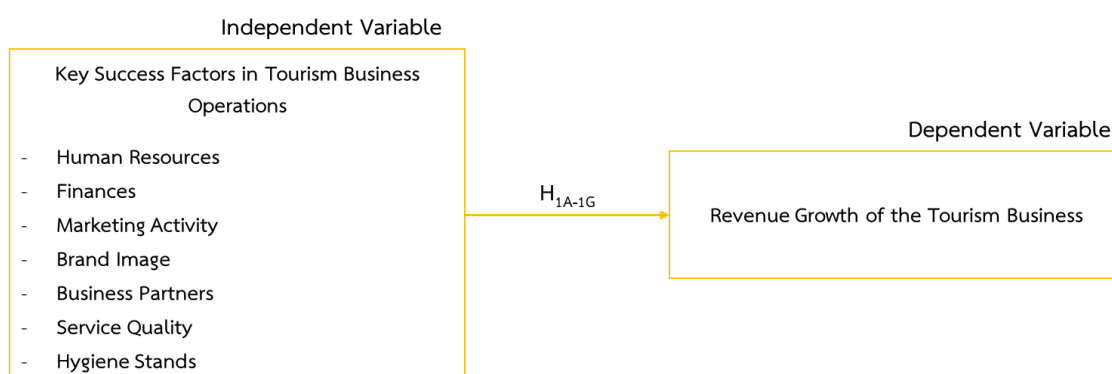 Independent Variable
Key Success Factors in Tourism Business
Operations
- Human Resources
- Finances
- Marketing Activity
- Brand Image
- Business Partners
- Service Quality
- Hygiene Stands
H1A-1G
Dependent Variable
Revenue Growth of the Tourism Business